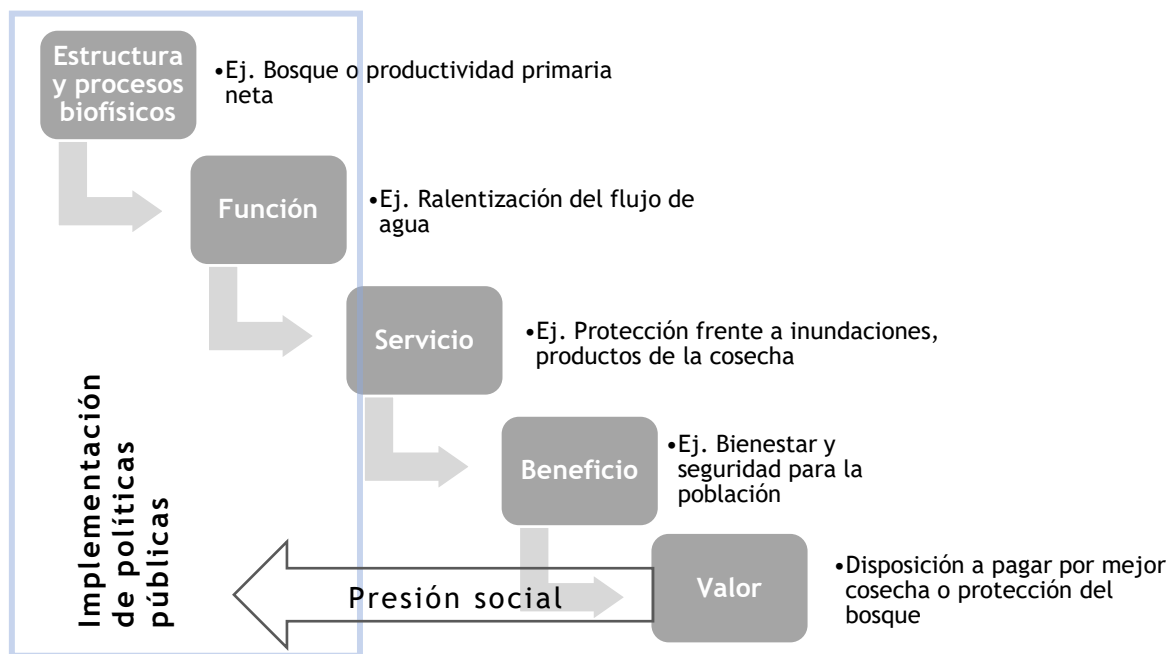 Estructura
y procesos
biofísicos
•Ej. Bosque o productividad primaria
neta
Función
•Ej. Ralentización del flujo de
agua
Servicio
•Ej. Protección frente a inundaciones,
productos de la cosecha
Beneficio
•Ej. Bienestar y
seguridad para la
población
Valor
•Disposición a pagar por mejor
cosecha o protección del
bosque
Presión social
Implementación
de políticas
públicas